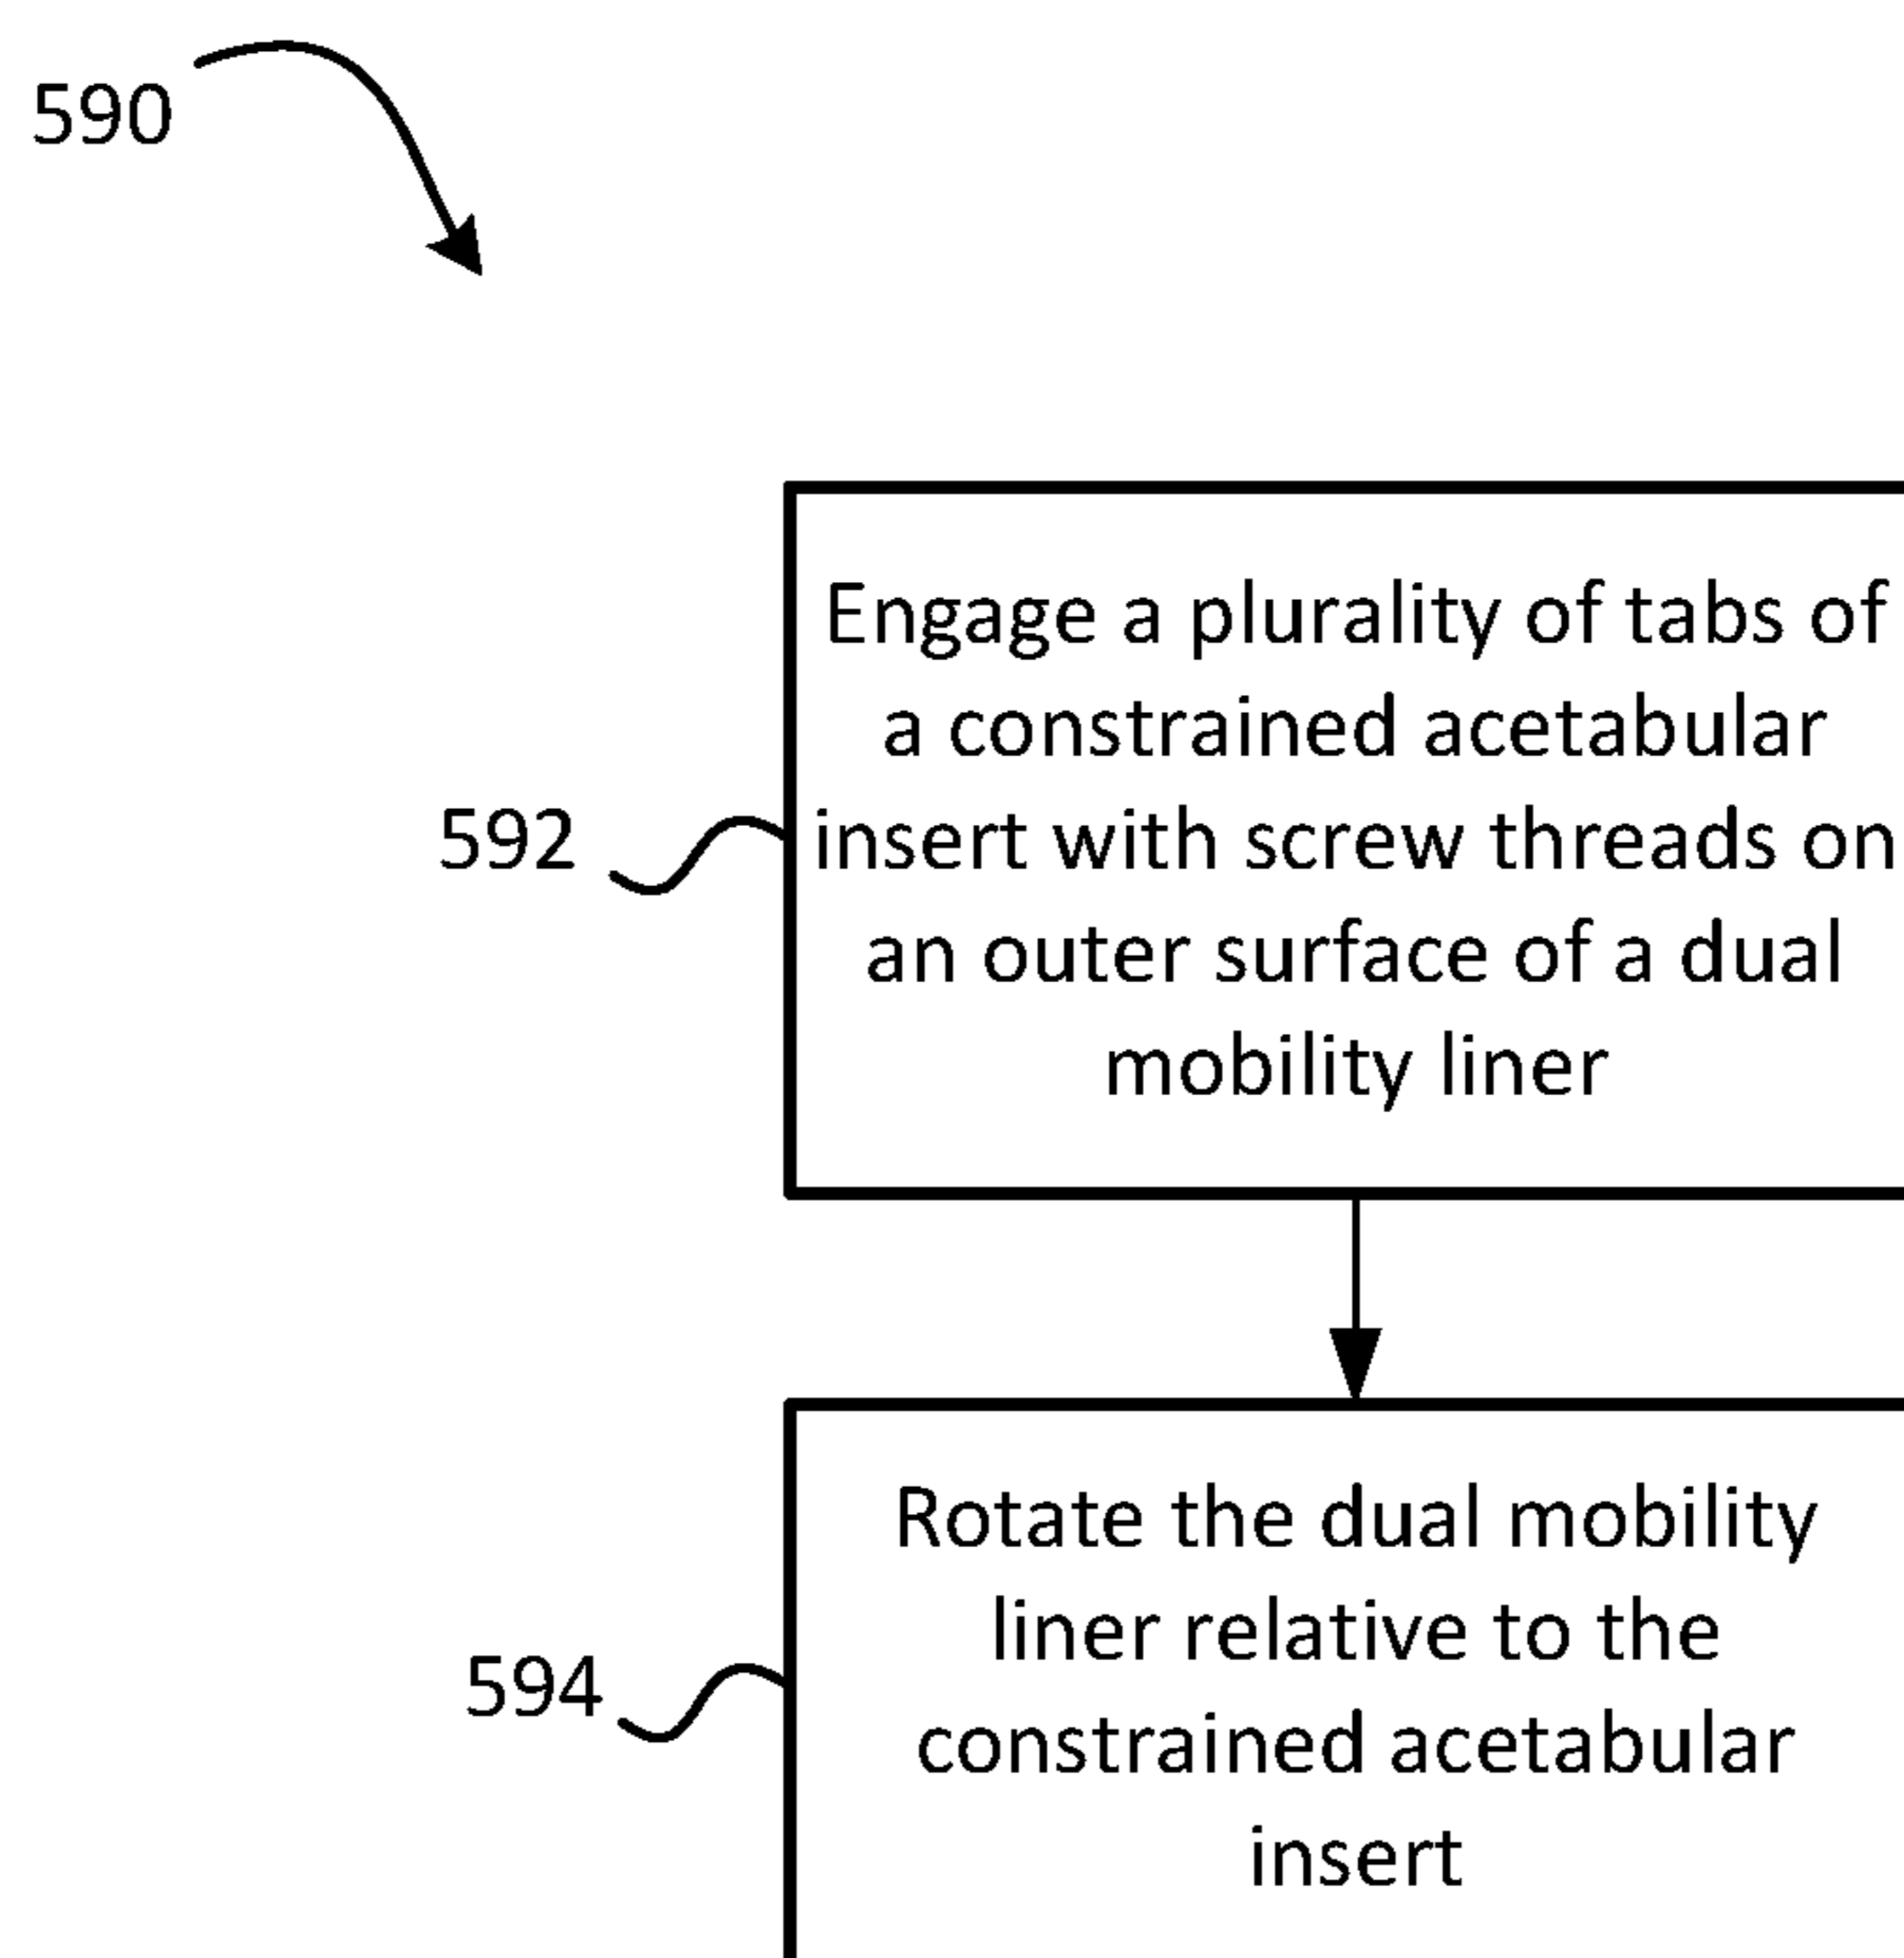 590
Engage a plurality of tabs of
a constrained acetabular
insert with screw threads on
an outer surface of a dual
mobility liner
592
Rotate the dual mobility
liner relative to the
constrained acetabular
insert
594